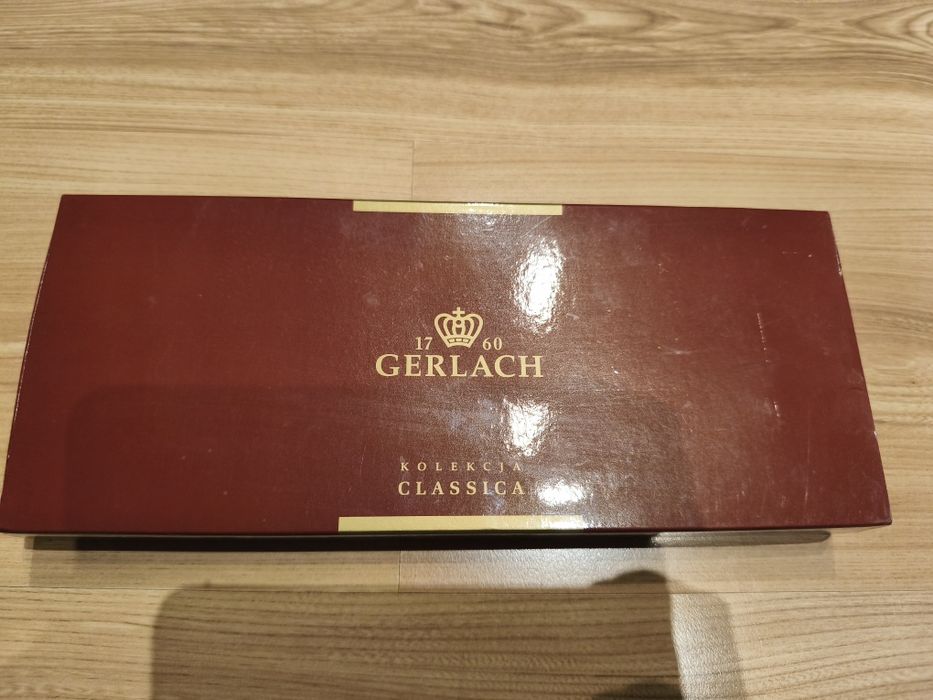 17 60
GERLACH
KOLEKCJA
CLASSICA